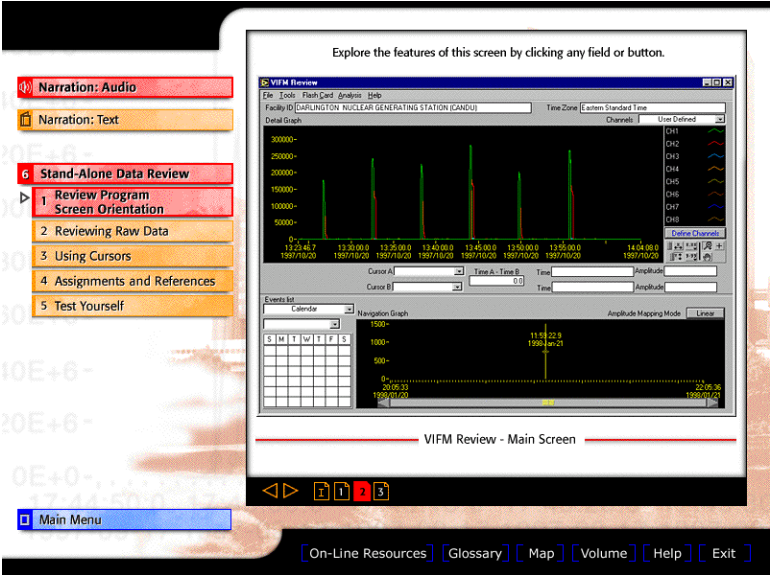 Explore the features of this screen by clicking any field or button.
Narration: Audio
Narration: Text
6 Stand-Alone Data Review
1 Review Program
Screen Orientation
2 Reviewing Raw Data
3 Using Cursors
4 Assignments and References
5 Test Yourself
Main Menu
VIFM Review
File Tools Flash Card Analysis Help
Facility ID DARLINGTON NUCLEAR GENERATING STATION (CANDU) Time Zone Eastern Standard Time
Detail Graph Channels User Defined
300000-
250000-
200000-
150000-
100000-
50000-
0-
13:23:46.7 13:30:00.0 13:35:00.0 13:40:00.0 13:45:00.0 13:50:00.0 13:55:00.0 14:04:08.0
1997/10/20 1997/10/20 1997/10/20 1997/10/20 1997/10/20 1997/10/20 1997/10/20 1997/10/20
CH1
CH2
CH3
CH4
CH5
CH6
CH7
CH8
Define Channels
Cursor A Time A - Time B Time Amplitude
Cursor B 0.0 Time Amplitude
Events list
Calendar
S M T W T F S
Navigation Graph Amplitude Mapping Mode Linear
1500-
1000-
500-
0-
11:59:22.9
1998-Jan-21
20:05:33 22:05:36
1998/01/20 1998/01/21
VIFM Review - Main Screen
I 1 2 3
On-Line Resources Glossary Map Volume Help Exit